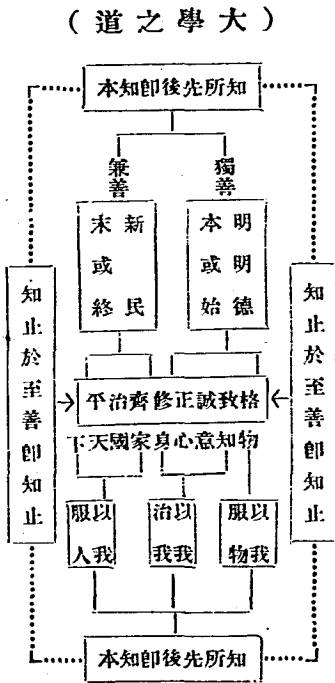 （大學之道）
知所先後卽知本
獨善
兼善
明明德
本或始
新民
末或終
知止於至善卽知止
知止於至善卽知止
格致誠正修齊治平
物知意心身家國天下
以我
服物
以我
治我
以我
服人
知所先後卽知本